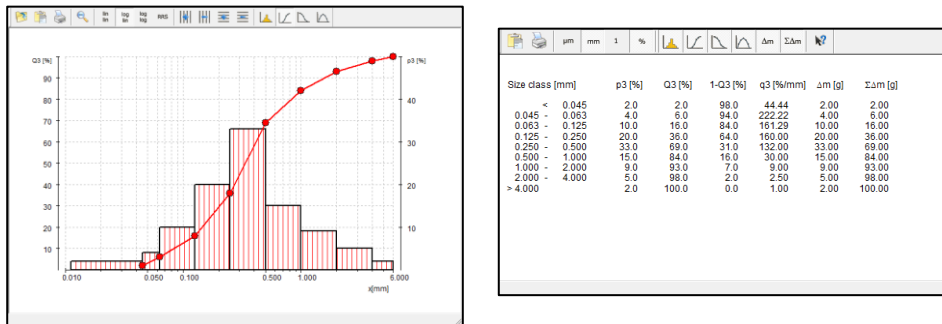 lin lin
log lin
log log
RRS
Q3 [%]
p3 [%]
90
80
70
60
50
40
30
20
10
40
30
20
10
0.010
0.050
0.100
0.500
1.000
6.000
x[mm]
µm mm 1 % Δm ΣΔm
Size class [mm] p3 [%] Q3 [%] 1-Q3 [%] q3 [%/mm] Δm [g] ΣΔm [g]
< 0.045 2.0 2.0 98.0 44.44 2.00 2.00
0.045 - 0.063 4.0 6.0 94.0 222.22 4.00 6.00
0.063 - 0.125 10.0 16.0 84.0 161.29 10.00 16.00
0.125 - 0.250 20.0 36.0 64.0 160.00 20.00 36.00
0.250 - 0.500 33.0 69.0 31.0 132.00 33.00 69.00
0.500 - 1.000 15.0 84.0 16.0 30.00 15.00 84.00
1.000 - 2.000 9.0 93.0 7.0 9.00 9.00 93.00
2.000 - 4.000 5.0 98.0 2.0 2.50 5.00 98.00
> 4.000 2.0 100.0 0.0 1.00 2.00 100.00